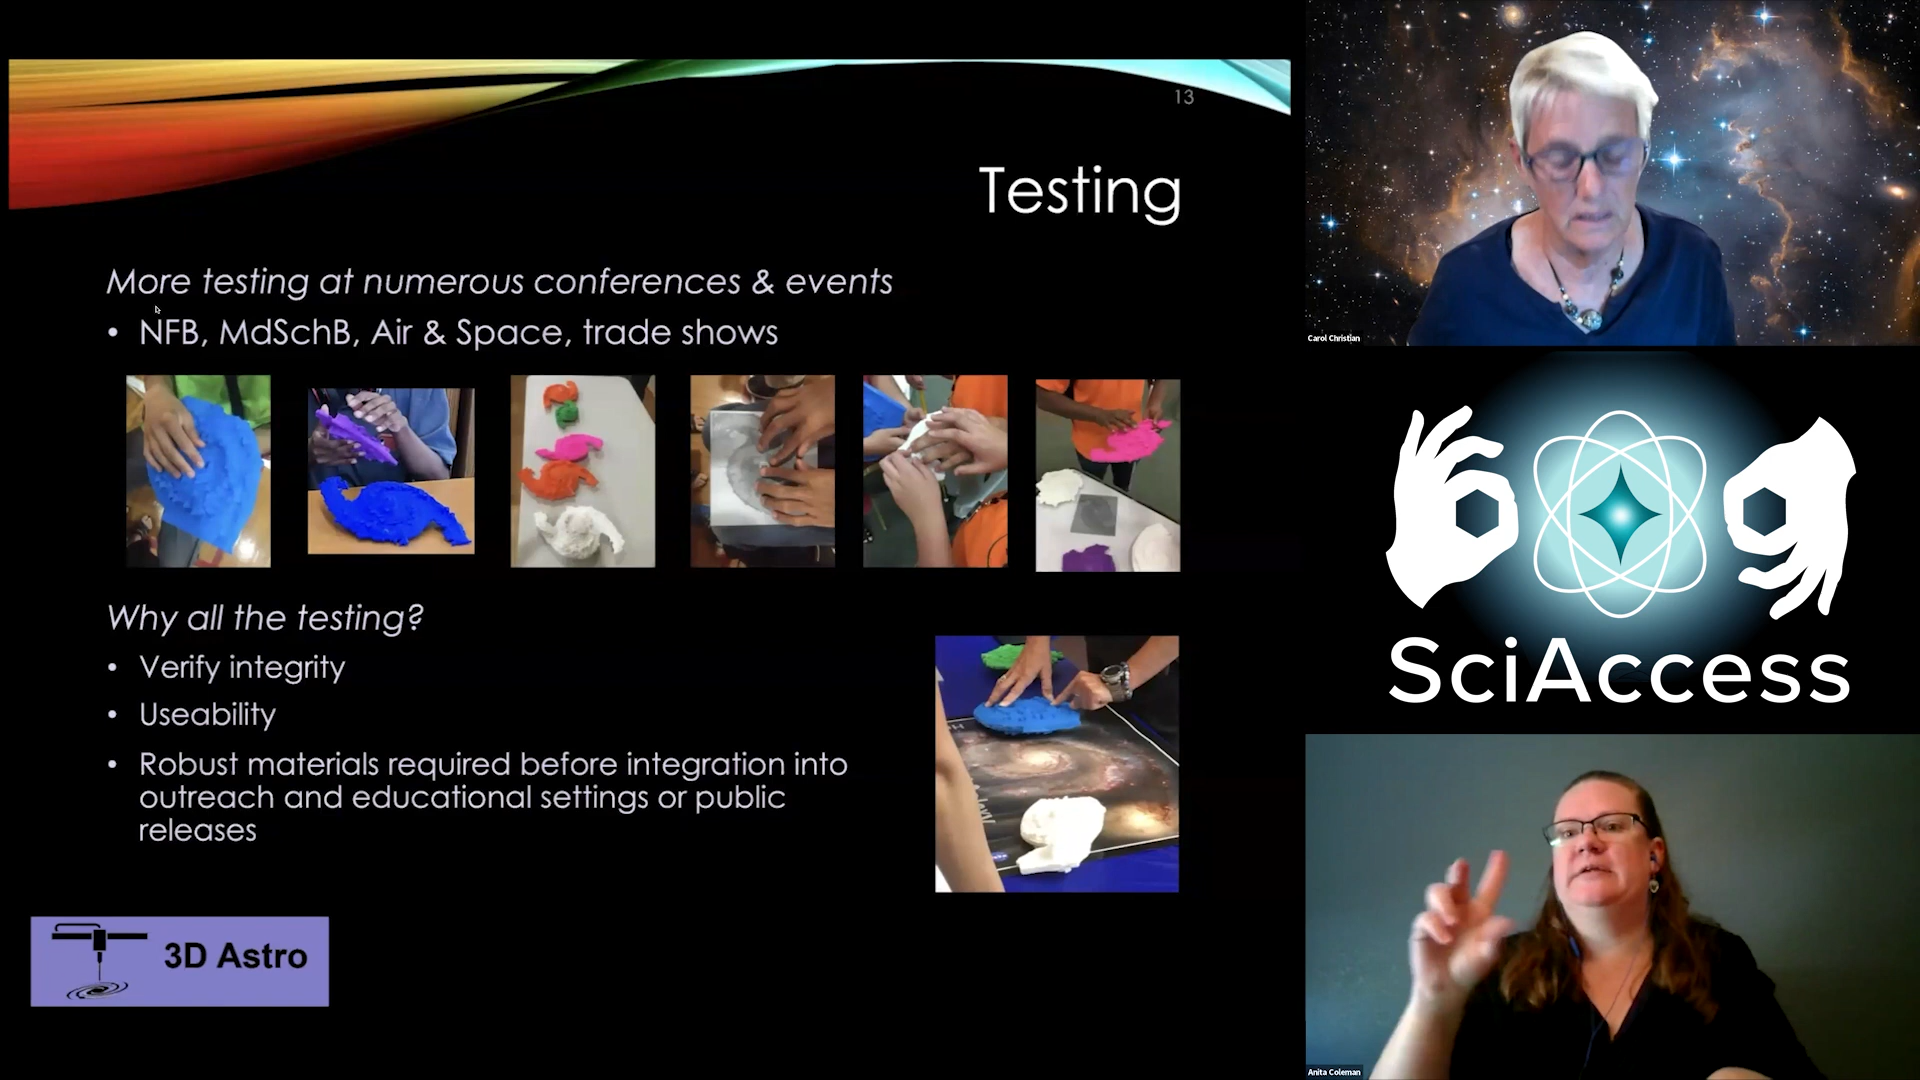 13
Testing
More testing at numerous conferences & events
• NFB, MdSchB, Air & Space, trade shows
Why all the testing?
• Verify integrity
• Useability
• Robust materials required before integration into
outreach and educational settings or public
releases
3D Astro
Carol Christian
SciAccess
Anita Coleman